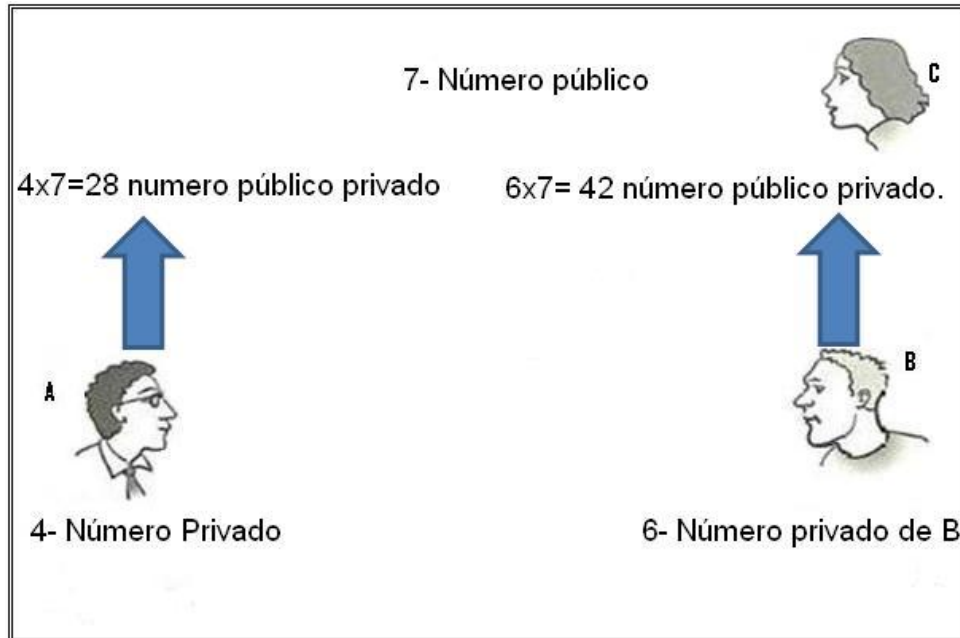 7- Número público
C
4x7=28 numero público privado
6x7= 42 número público privado.
A
B
4- Número Privado
6- Número privado de B